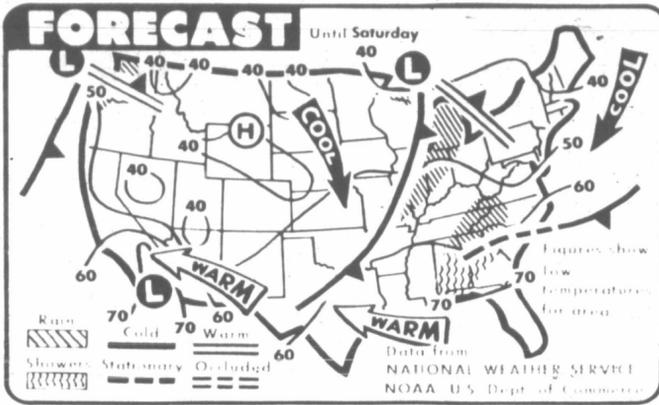 FORECAST
Until Saturday
L
40
40 40 40 40
L
40
50
H
COOL
COOL
40
50
40
40
40
60
60
WARM
L
70
70
60
60
WARM
70
70
Figures show
low
temperatures
for area.
Rain
Cold
Warm
Showers
Stationary
Occluded
Data from
NATIONAL WEATHER SERVICE
NOAA U.S. Dept. of Commerce